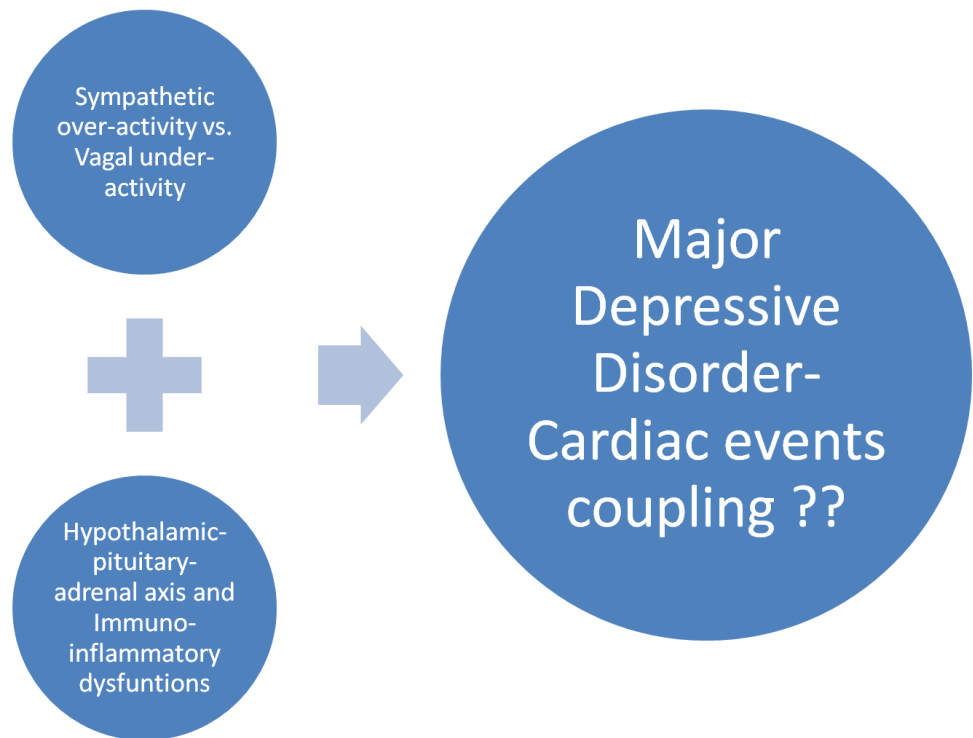 Sympathetic
over-activity vs.
Vagal under-
activity
Hypothalamic-
pituitary-
adrenal axis and
Immuno-
inflammatory
dysfuntions
Major
Depressive
Disorder-
Cardiac events
coupling ??